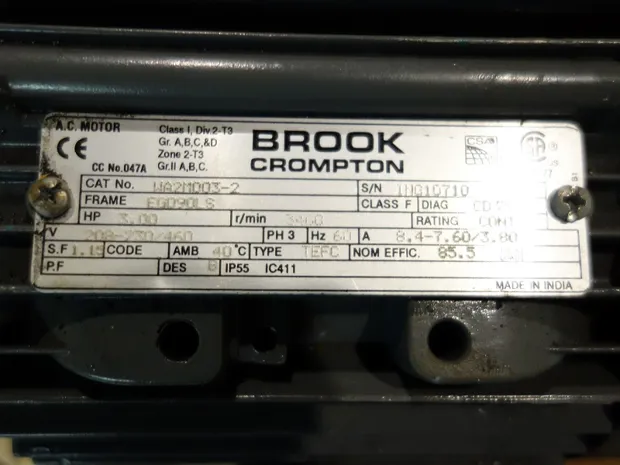 A.C. MOTOR
CE
Class I, Div.2-T3
Gr. A,B,C,&D
Zone 2-T3
Gr.II A,B,C.
CC No.047A
BROOK
CROMPTON
CSA
CAT No. WA2M003-2 S/N
FRAME CLASS F DIAG
HP 3.00 r/min RATING CONT
V 208-230/460 PH 3 Hz 60 A 8.4-7.60/3.80
S.F 1.15 CODE AMB 40 °C TYPE TEFC NOM EFFIC. 85.5
P.F DES IP55 IC411
MADE IN INDIA